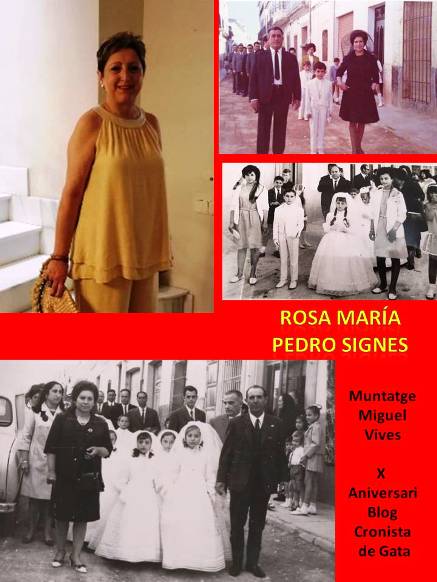 ROSA MARÍA
PEDRO SIGNES
Muntatge
Miguel
Vives
X
Aniversari
Blog
Cronista
de Gata